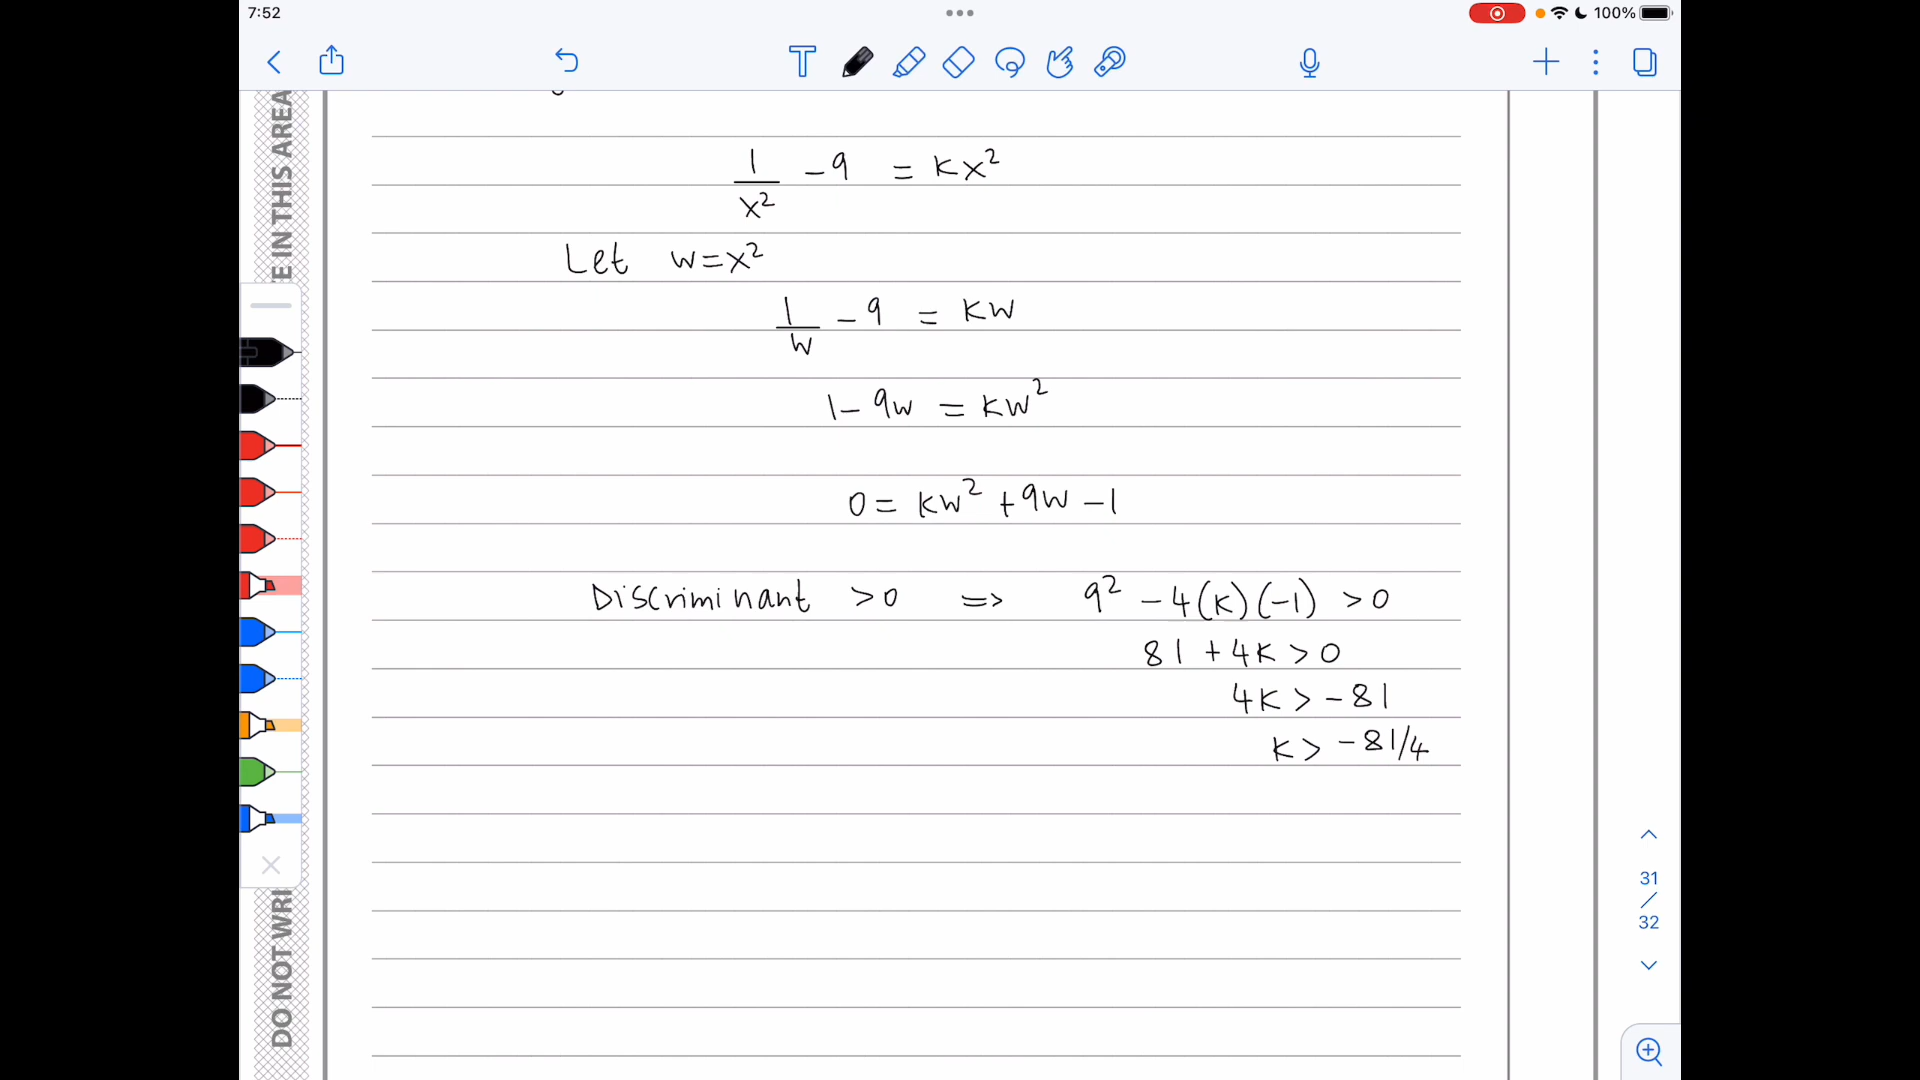 7:52
100%
E IN THIS AREA
1/x² - 9 = kx²
Let w = x²
1/w - 9 = kw
1 - 9w = kw²
0 = kw² + 9w - 1
Discriminant > 0 => 9² - 4(k)(-1) > 0
81 + 4k > 0
4k > -81
k > -81/4
31
/
32
DO NOT WRI